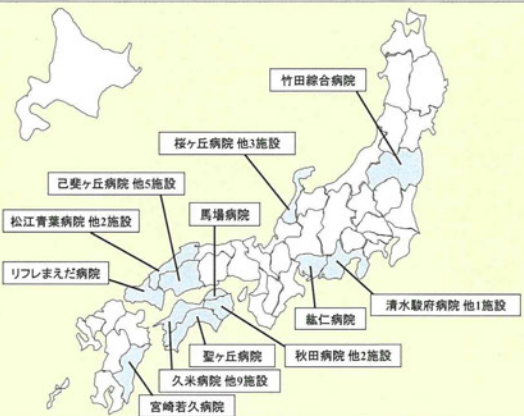 竹田綜合病院
桜ヶ丘病院 他3施設
己斐ヶ丘病院 他5施設
馬場病院
松江青葉病院 他2施設
リフレまえだ病院
清水駿府病院 他1施設
紘仁病院
聖ヶ丘病院
秋田病院 他2施設
久米病院 他9施設
宮崎若久病院